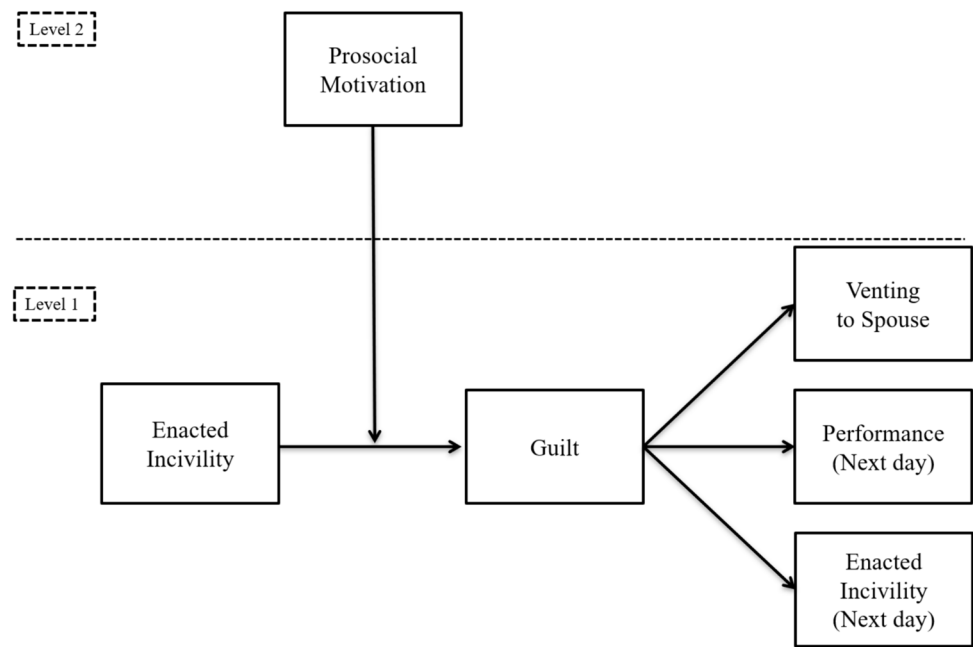 Level 2
Prosocial
Motivation
Level 1
Venting
to Spouse
Enacted
Incivility
Guilt
Performance
(Next day)
Enacted
Incivility
(Next day)